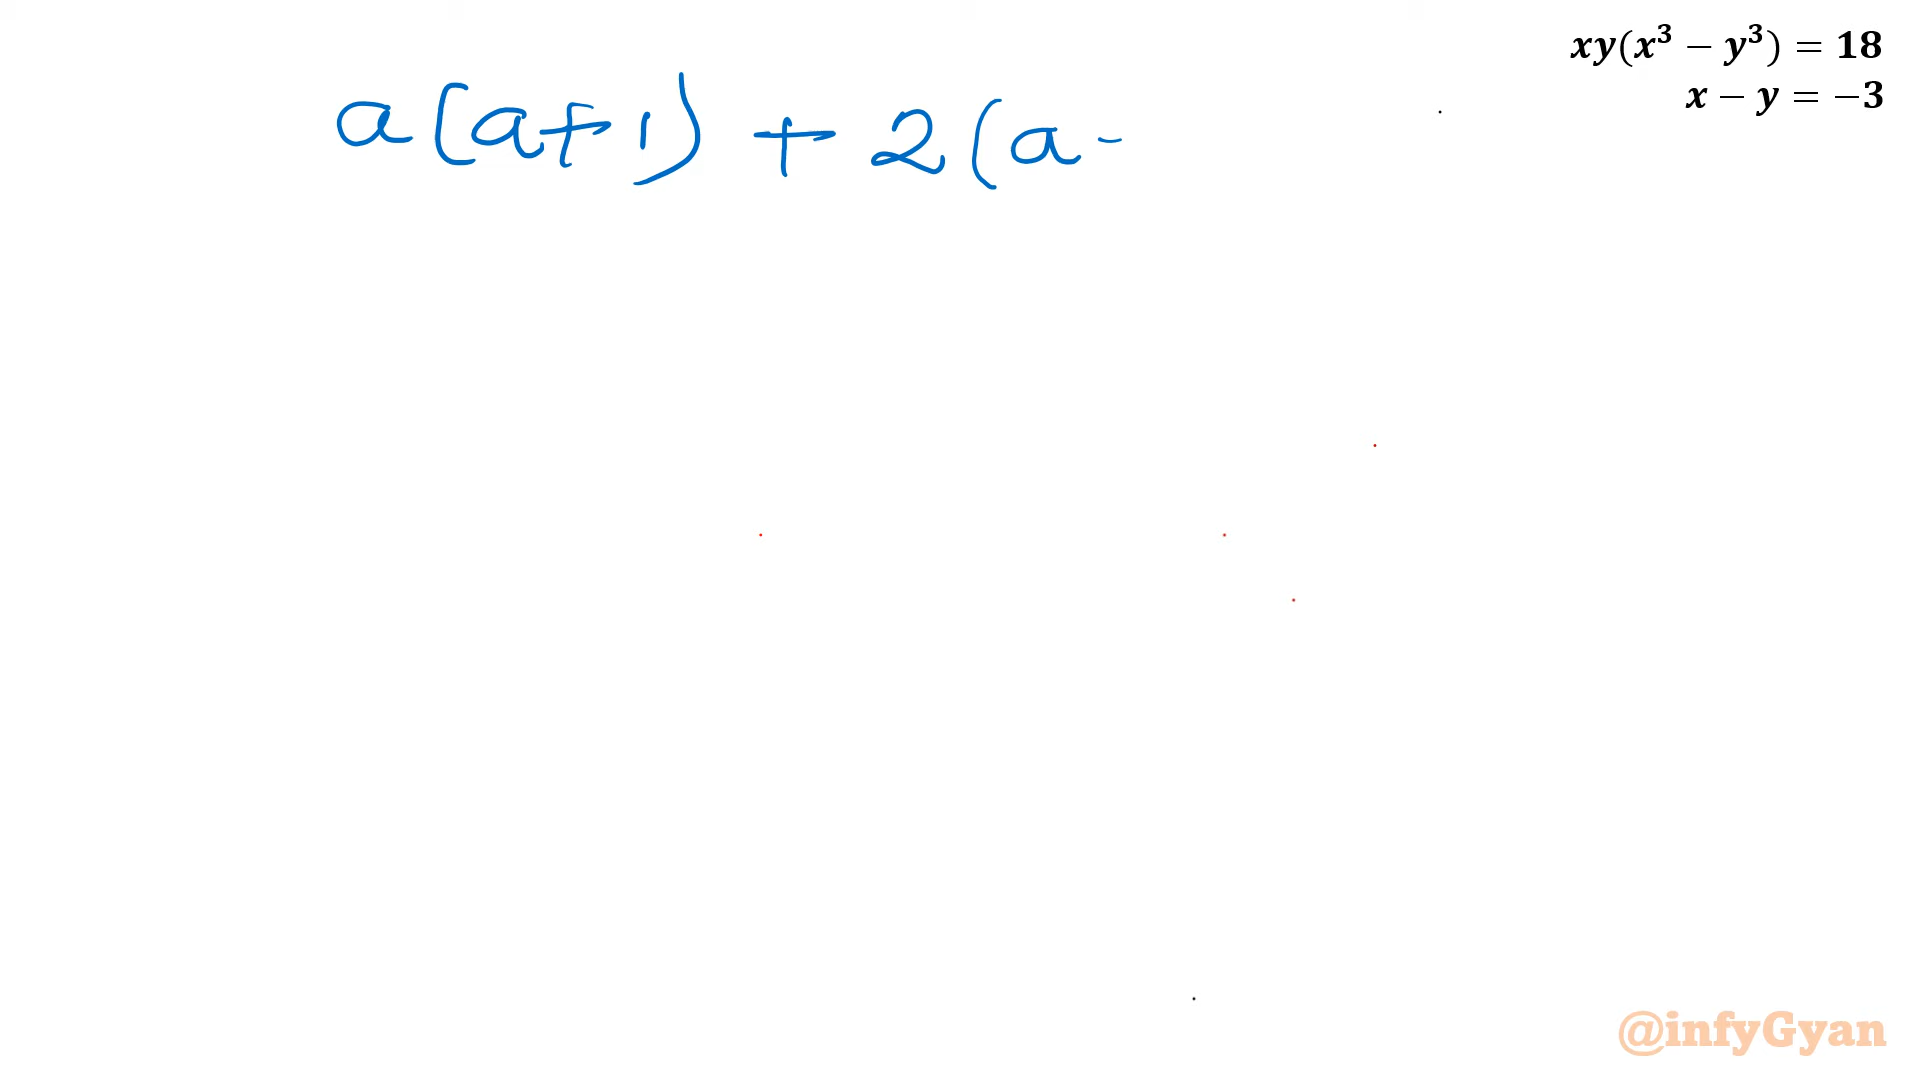 xy(x³ − y³) = 18
x − y = −3
a(a+1) + 2(a -
@infyGyan